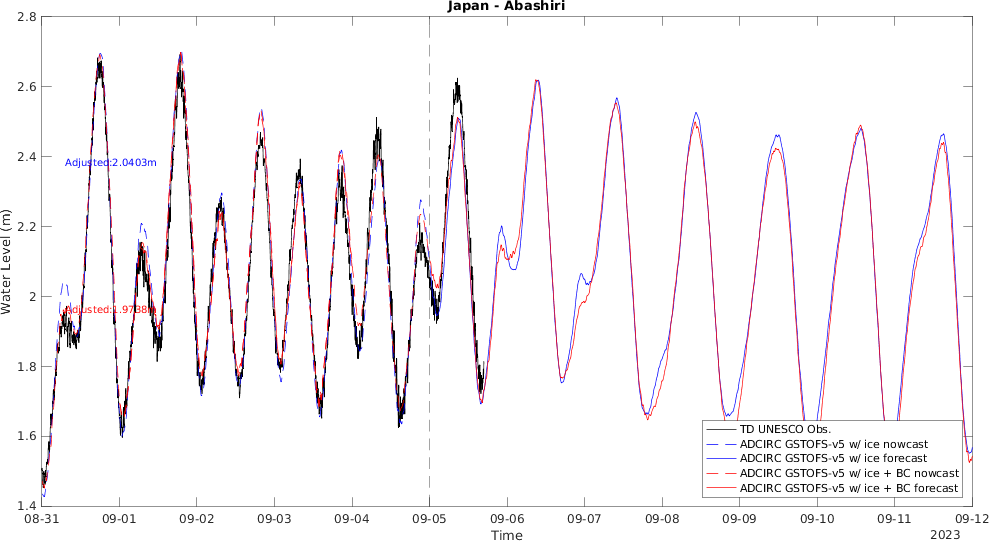 Japan - Abashiri
Water Level (m)
2.8
2.6
2.4
2.2
2
1.8
1.6
1.4
Adjusted:2.0403m
Adjusted:1.9738m
TD UNESCO Obs.
ADCIRC GSTOFS-v5 w/ ice nowcast
ADCIRC GSTOFS-v5 w/ ice forecast
ADCIRC GSTOFS-v5 w/ ice + BC nowcast
ADCIRC GSTOFS-v5 w/ ice + BC forecast
08-31 09-01 09-02 09-03 09-04 09-05 09-06 09-07 09-08 09-09 09-10 09-11 09-12
Time
2023